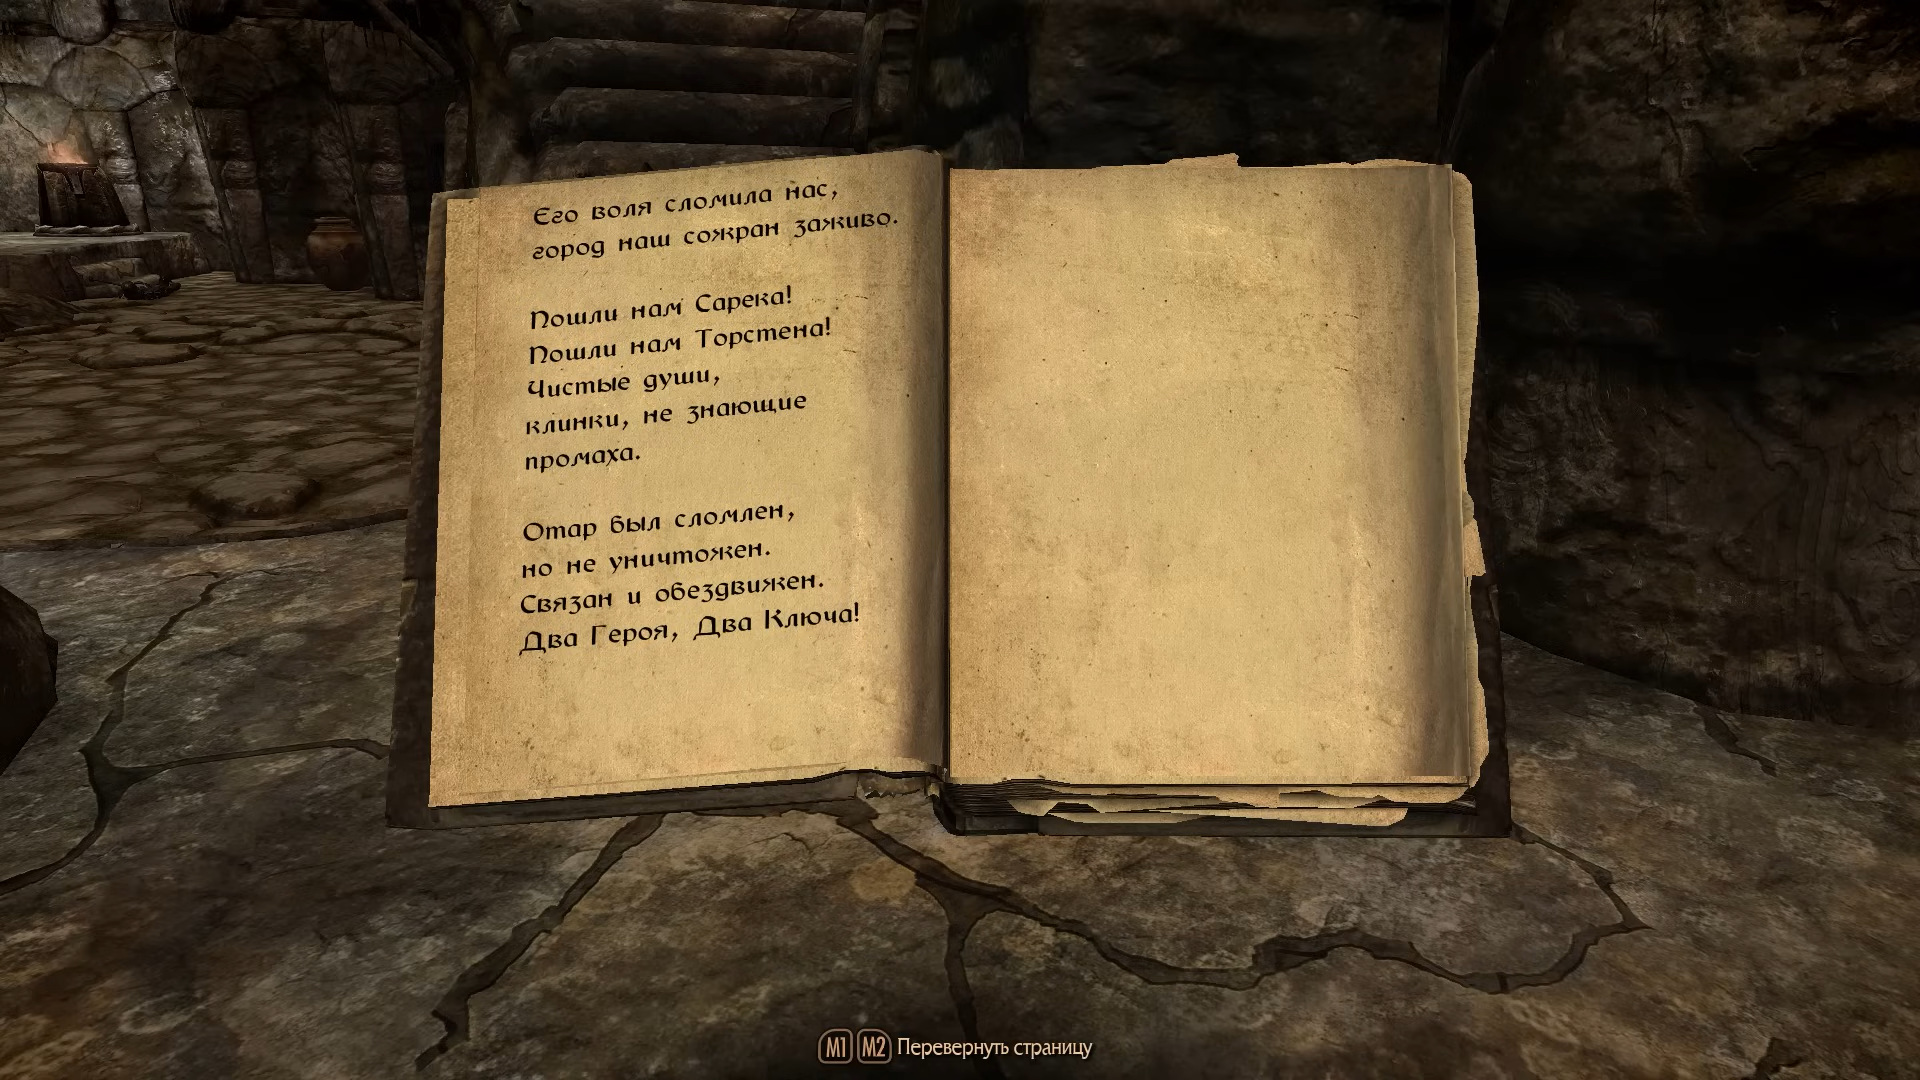 Его воля сломила нас,
город наш сожран заживо.
Пошли нам Сарека!
Пошли нам Торстена!
Чистые души,
клинки, не знающие
промаха.
Отар был сломлен,
но не уничтожен.
Связан и обездвижен.
Два Героя, Два Ключа!
M1 M2 Перевернуть страницу